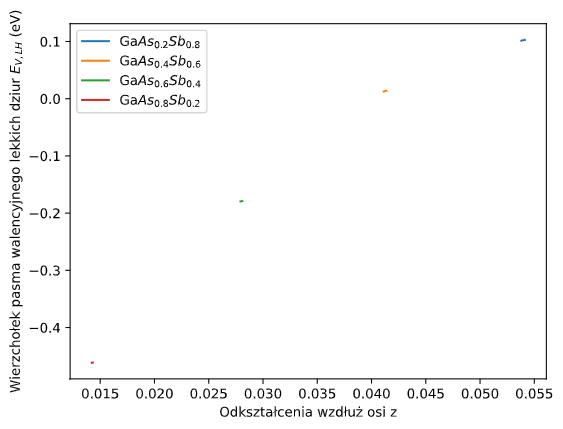 GaAs₀.₂Sb₀.₈
GaAs₀.₄Sb₀.₆
GaAs₀.₆Sb₀.₄
GaAs₀.₈Sb₀.₂
0.1
0.0
−0.1
−0.2
−0.3
−0.4
Wierzchołek pasma walencyjnego lekkich dziur E_{V, LH} (eV)
0.015 0.020 0.025 0.030 0.035 0.040 0.045 0.050 0.055
Odkształcenia wzdłuż osi z